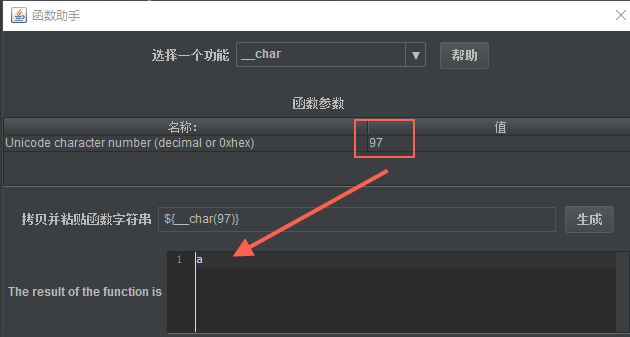 函数助手
选择一个功能 __char 帮助
函数参数
名称: 值
Unicode character number (decimal or 0xhex) 97
拷贝并粘贴函数字符串 ${__char(97)} 生成
1 a
The result of the function is